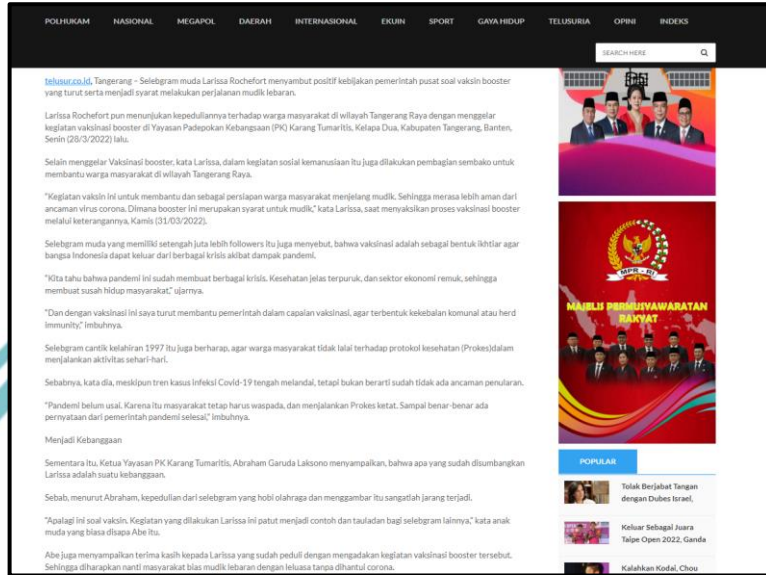 POLHUKAM NASIONAL MEGAPOL DAERAH INTERNASIONAL EKUIN SPORT GAYA HIDUP TELUSURIA OPINI INDEKS
SEARCH HERE
telusur.co.id, Tangerang – Selebgram muda Larissa Rochefort menyambut positif kebijakan pemerintah pusat soal vaksin booster
yang turut serta menjadi syarat melakukan perjalanan mudik lebaran.
Larissa Rochefort pun menunjukan kepeduliannya terhadap warga masyarakat di wilayah Tangerang Raya dengan menggelar
kegiatan vaksinasi booster di Yayasan Padepokan Kebangsaan (PK) Karang Tumaritis, Kelapa Dua, Kabupaten Tangerang, Banten,
Senin (28/3/2022) lalu.
Selain menggelar Vaksinasi booster, kata Larissa, dalam kegiatan sosial kemanusiaan itu juga dilakukan pembagian sembako untuk
membantu warga masyarakat di wilayah Tangerang Raya.
"Kegiatan vaksin ini untuk membantu dan sebagai persiapan warga masyarakat menjelang mudik. Sehingga merasa lebih aman dari
ancaman virus corona, Dimana booster ini merupakan syarat untuk mudik," kata Larissa, saat menyaksikan proses vaksinasi booster
melalui keterangannya, Kamis (31/03/2022).
Selebgram muda yang memiliki setengah juta lebih followers itu juga menyebut, bahwa vaksinasi adalah sebagai bentuk ikhtiar agar
bangsa Indonesia dapat keluar dari berbagai krisis akibat dampak pandemi.
"Kita tahu bahwa pandemi ini sudah membuat berbagai krisis. Kesehatan jelas terpuruk, dan sektor ekonomi remuk, sehingga
membuat susah hidup masyarakat," ujarnya.
"Dan dengan vaksinasi ini saya turut membantu pemerintah dalam capaian vaksinasi, agar terbentuk kekebalan komunal atau herd
immunity," imbuhnya.
Selebgram cantik kelahiran 1997 itu juga berharap, agar warga masyarakat tidak lalai terhadap protokol kesehatan (Prokes)dalam
menjalankan aktivitas sehari-hari.
Sebabnya, kata dia, meskipun tren kasus infeksi Covid-19 tengah melandai, tetapi bukan berarti sudah tidak ada ancaman penularan.
"Pandemi belum usai. Karena itu masyarakat tetap harus waspada, dan menjalankan Prokes ketat. Sampai benar-benar ada
pernyataan dari pemerintah pandemi selesai," imbuhnya.
Menjadi Kebanggaan
Sementara itu, Ketua Yayasan PK Karang Tumaritis, Abraham Garuda Laksono menyampaikan, bahwa apa yang sudah disumbangkan
Larissa adalah suatu kebanggaan.
Sebab, menurut Abraham, kepedulian dari selebgram yang hobi olahraga dan menggambar itu sangatlah jarang terjadi.
"Apalagi ini soal vaksin. Kegiatan yang dilakukan Larissa ini patut menjadi contoh dan tauladan bagi selebgram lainnya," kata anak
muda yang biasa disapa Abe itu.
Abe juga menyampaikan terima kasih kepada Larissa yang sudah peduli dengan mengadakan kegiatan vaksinasi booster tersebut.
Sehingga diharapkan nanti masyarakat bias mudik lebaran dengan leluasa tanpa dihantui corona.
MPR - RI
MAJELIS PERMUSYAWARATAN
RAKYAT
POPULAR
Tolak Berjabat Tangan
dengan Dubes Israel,
Keluar Sebagai Juara
Taipe Open 2022, Ganda
Kalahkan Kodai, Chou